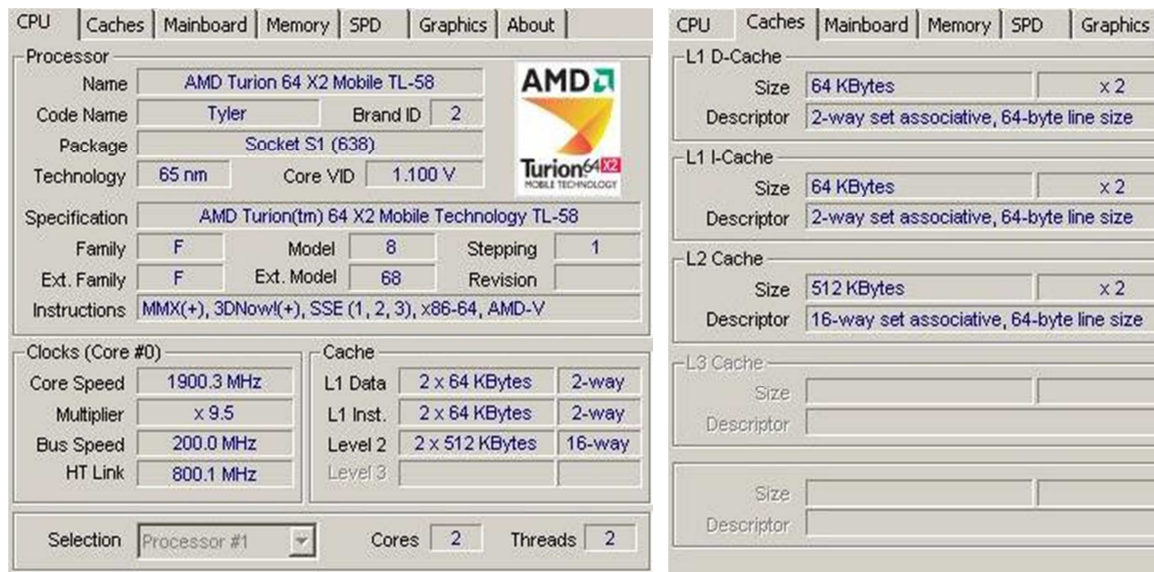 CPU Caches Mainboard Memory SPD Graphics About
Processor
Name AMD Turion 64 X2 Mobile TL-58
Code Name Tyler Brand ID 2
Package Socket S1 (638)
Technology 65 nm Core VID 1.100 V
AMD
Turion 64 X2
MOBILE TECHNOLOGY
Specification AMD Turion(tm) 64 X2 Mobile Technology TL-58
Family F Model 8 Stepping 1
Ext. Family F Ext. Model 68 Revision
Instructions MMX(+), 3DNow!(+), SSE (1, 2, 3), x86-64, AMD-V
Clocks (Core #0)
Core Speed 1900.3 MHz
Multiplier x 9.5
Bus Speed 200.0 MHz
HT Link 800.1 MHz
Cache
L1 Data 2 x 64 KBytes 2-way
L1 Inst. 2 x 64 KBytes 2-way
Level 2 2 x 512 KBytes 16-way
Level 3
Selection Processor #1 Cores 2 Threads 2
CPU Caches Mainboard Memory SPD Graphics
L1 D-Cache
Size 64 KBytes x 2
Descriptor 2-way set associative, 64-byte line size
L1 I-Cache
Size 64 KBytes x 2
Descriptor 2-way set associative, 64-byte line size
L2 Cache
Size 512 KBytes x 2
Descriptor 16-way set associative, 64-byte line size
L3 Cache
Size
Descriptor
Size
Descriptor